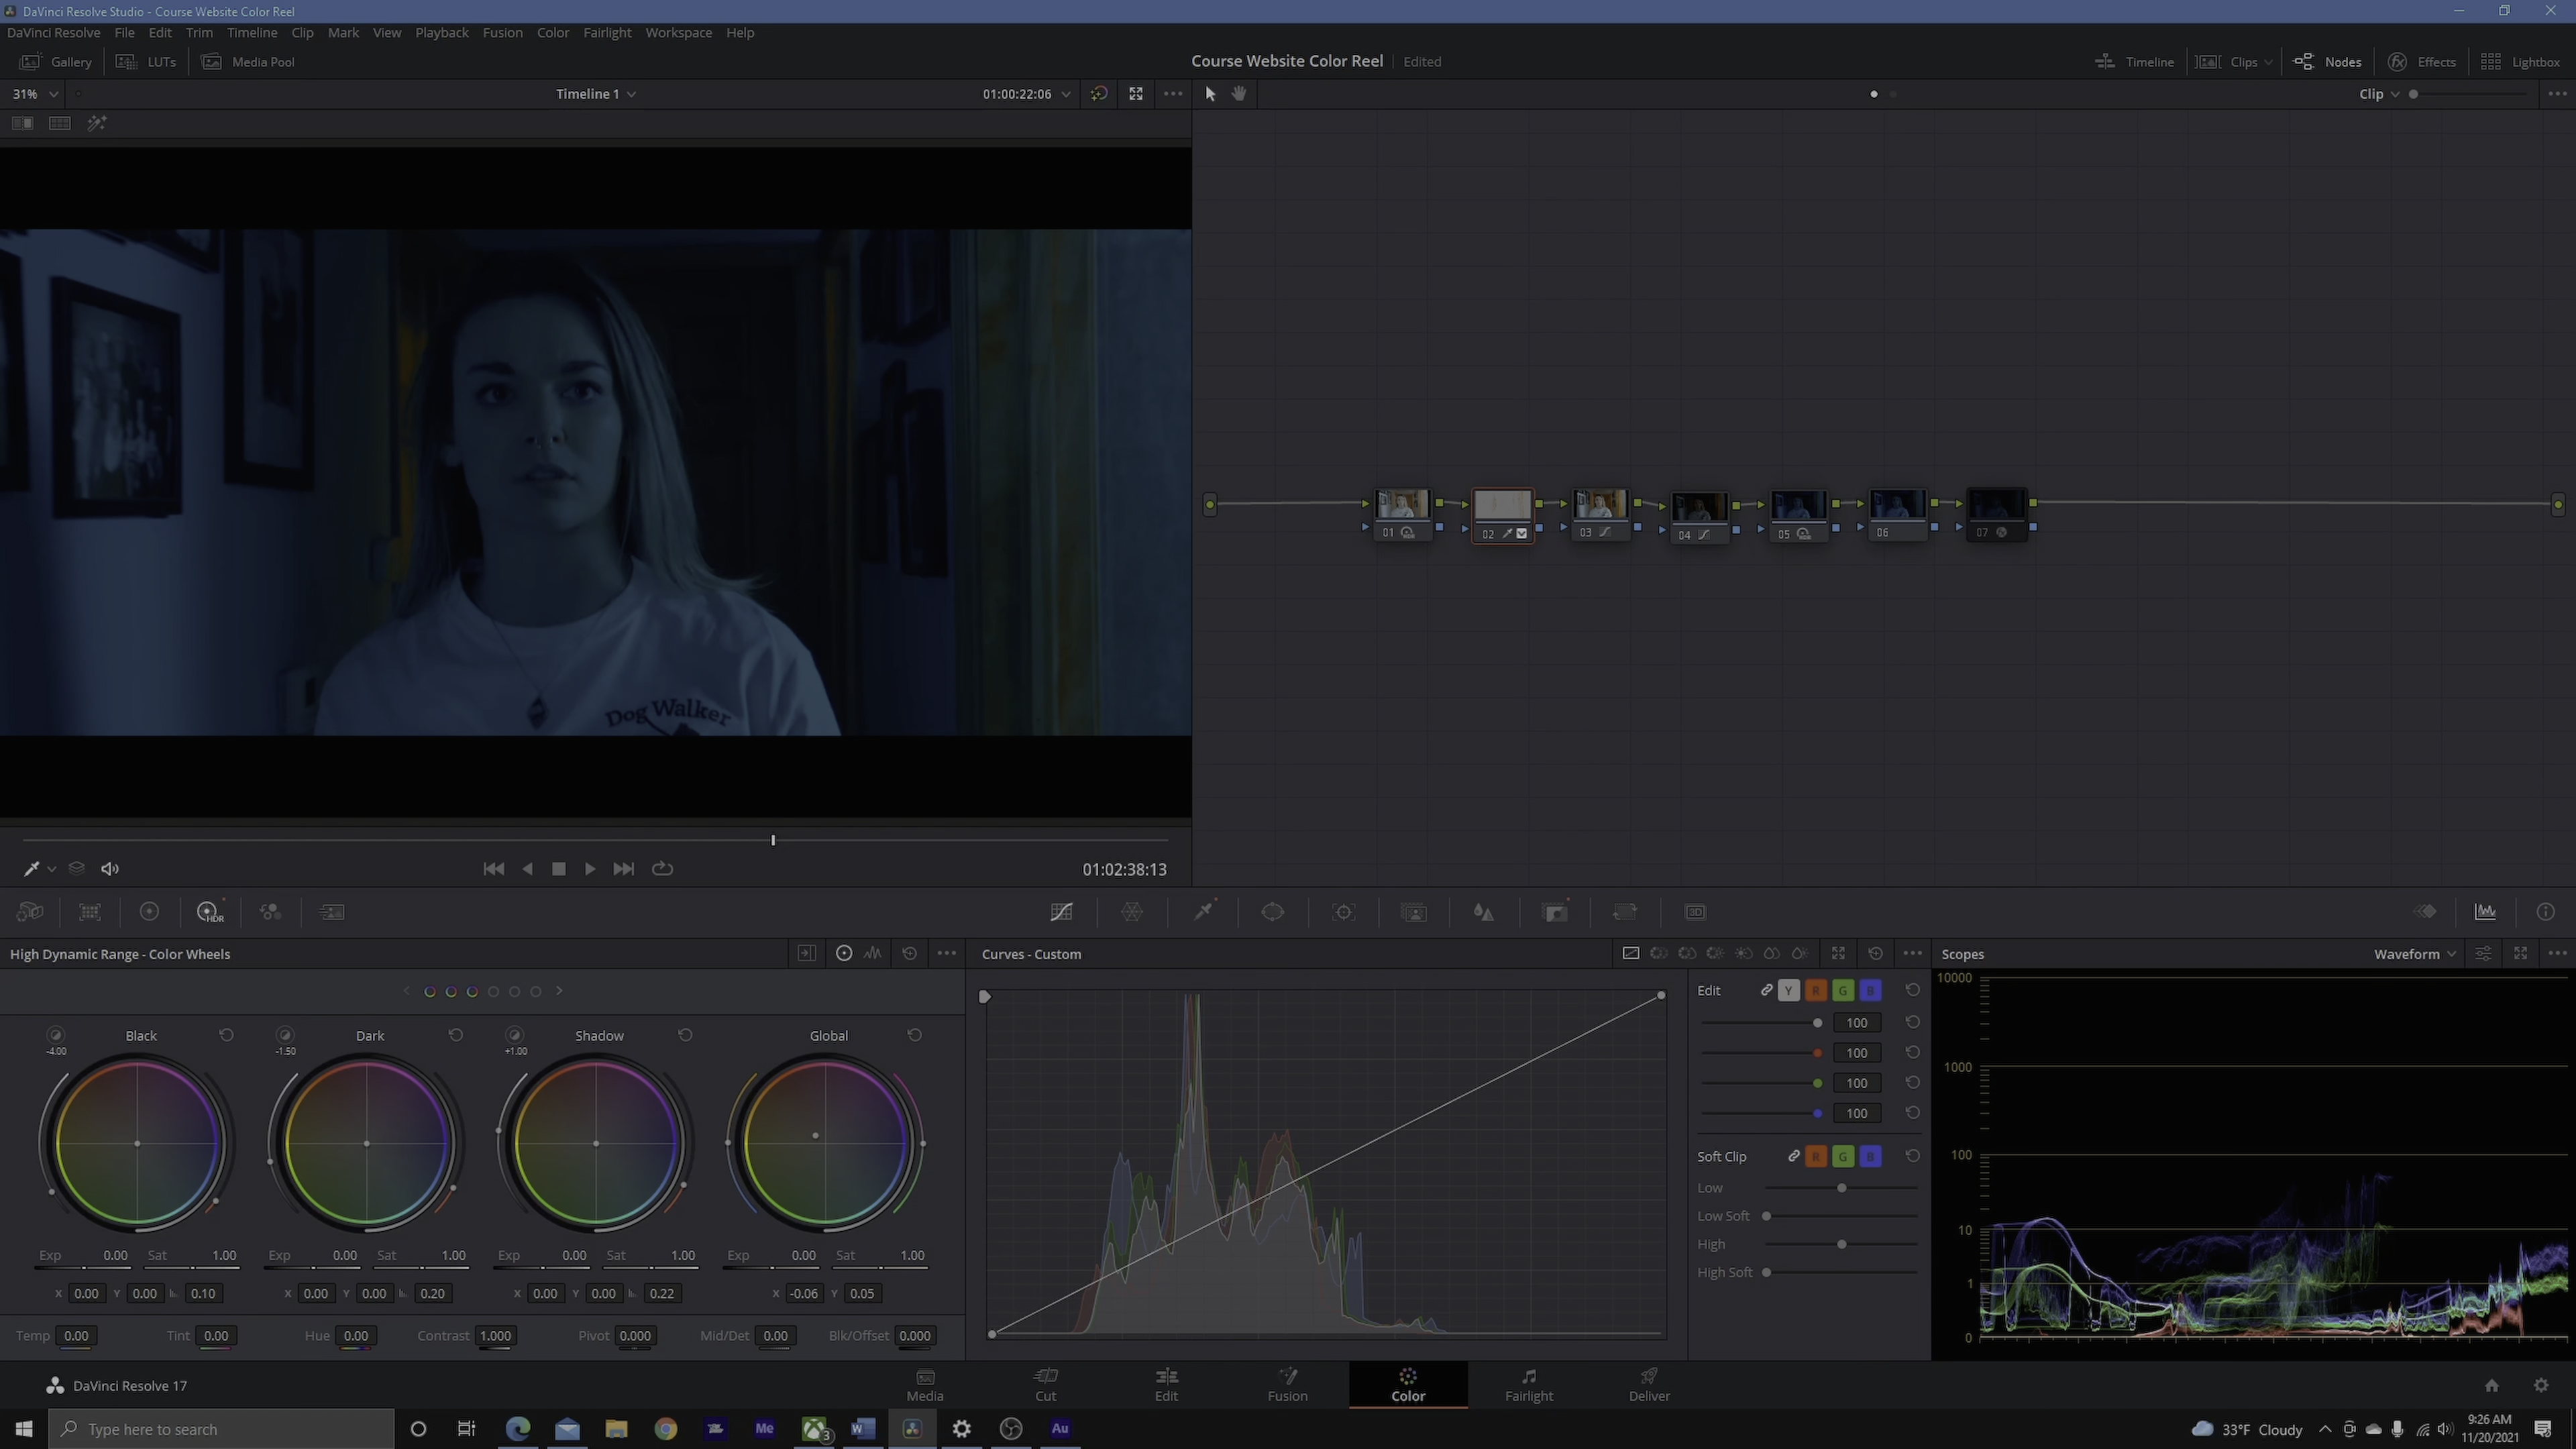 DaVinci Resolve Studio - Course Website Color Reel
DaVinci Resolve File Edit Trim Timeline Clip Mark View Playback Fusion Color Fairlight Workspace Help
Gallery LUTs Media Pool Course Website Color Reel Edited Timeline Clips Nodes Effects Lightbox
31% Timeline 1 01:00:22:06 Clip
Dog Walker
01 02 03 04 05 06 07
01:02:38:13
HDR 3D
High Dynamic Range - Color Wheels
Curves - Custom
Scopes Waveform
Black Dark Shadow Global
-4.00 -1.50 +1.00
Exp 0.00 Sat 1.00 Exp 0.00 Sat 1.00 Exp 0.00 Sat 1.00 Exp 0.00 Sat 1.00
X 0.00 Y 0.00 0.10 X 0.00 Y 0.00 0.20 X 0.00 Y 0.00 0.22 X -0.06 Y 0.05
Temp 0.00 Tint 0.00 Hue 0.00 Contrast 1.000 Pivot 0.000 Mid/Det 0.00 Blk/Offset 0.000
Edit Y R G B
100
100
100
100
Soft Clip R G B
Low
Low Soft
High
High Soft
10000
1000
100
10
1
0
DaVinci Resolve 17
Media Cut Edit Fusion Color Fairlight Deliver
Type here to search
Me 3 W Au
33°F Cloudy
9:26 AM
11/20/2021